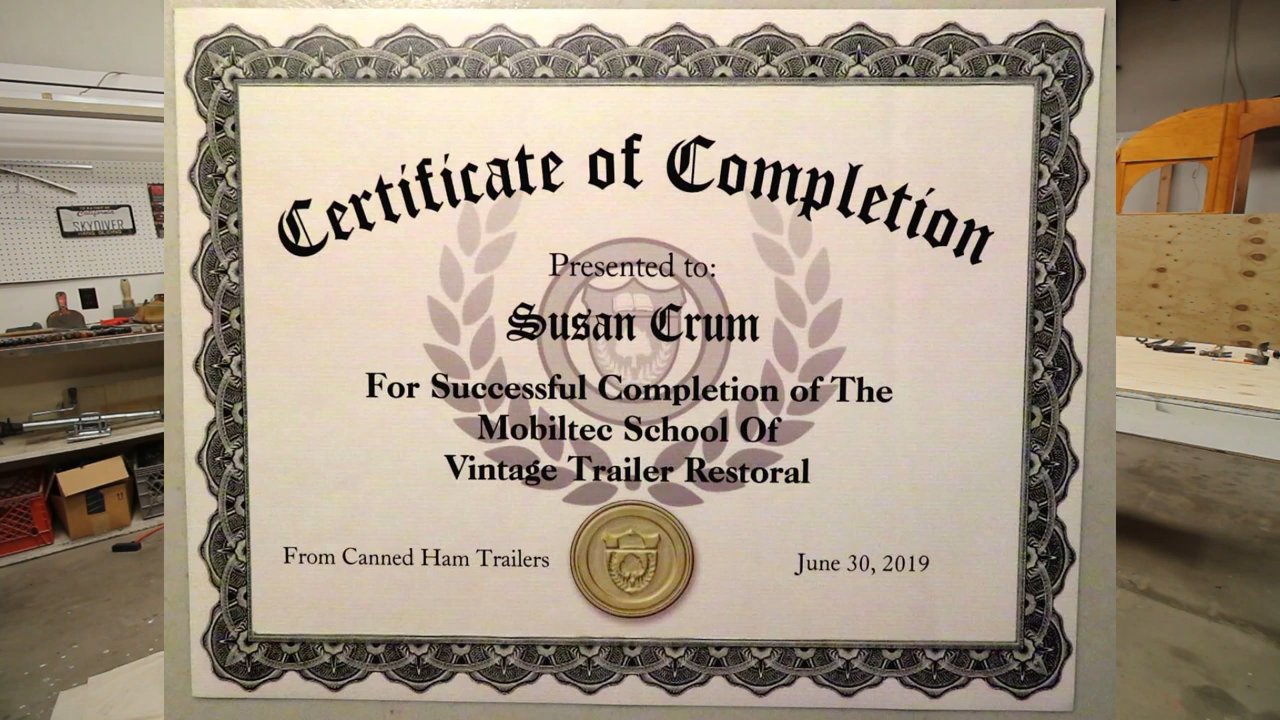 Certificate of Completion
Presented to:
Susan Crum
For Successful Completion of The
Mobiltec School Of
Vintage Trailer Restoral
From Canned Ham Trailers
June 30, 2019
California
SKYDIVER